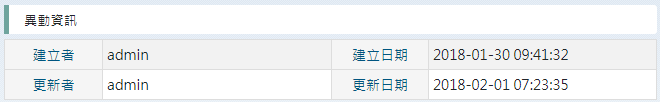 異動資訊
建立者 admin 建立日期 2018-01-30 09:41:32
更新者 admin 更新日期 2018-02-01 07:23:35